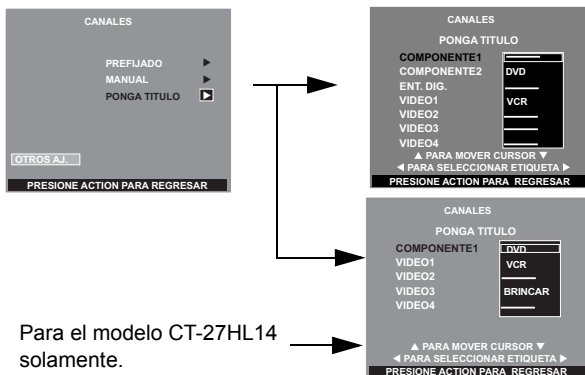 CANALES
PREFIJADO ▶
MANUAL ▶
PONGA TITULO ▶
OTROS AJ.
PRESIONE ACTION PARA REGRESAR
CANALES
PONGA TITULO
COMPONENTE1
COMPONENTE2 DVD
ENT. DIG.
VIDEO1 VCR
VIDEO2
VIDEO3
VIDEO4
▲ PARA MOVER CURSOR ▼
◀ PARA SELECCIONAR ETIQUETA ▶
PRESIONE ACTION PARA REGRESAR
CANALES
PONGA TITULO
COMPONENTE1 DVD
VIDEO1 VCR
VIDEO2
VIDEO3 BRINCAR
VIDEO4
▲ PARA MOVER CURSOR ▼
◀ PARA SELECCIONAR ETIQUETA ▶
PRESIONE ACTION PARA REGRESAR
Para el modelo CT-27HL14
solamente.